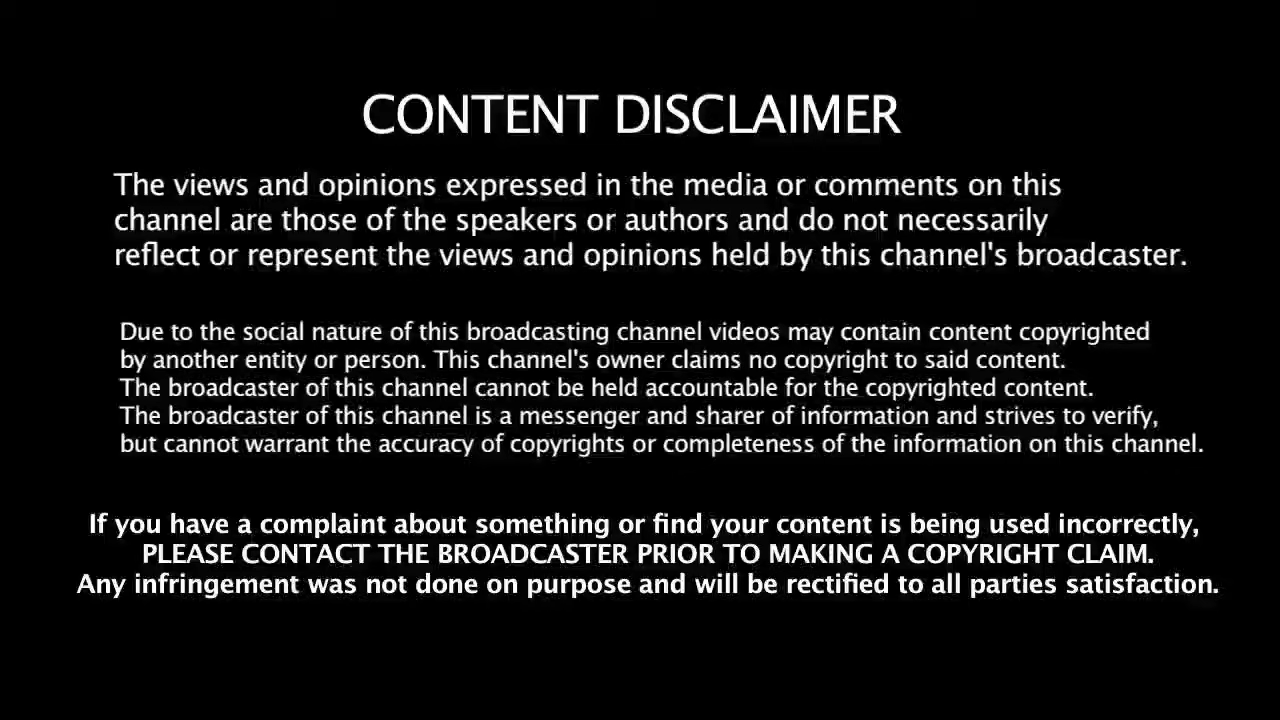 CONTENT DISCLAIMER
The views and opinions expressed in the media or comments on this
channel are those of the speakers or authors and do not necessarily
reflect or represent the views and opinions held by this channel's broadcaster.
Due to the social nature of this broadcasting channel videos may contain content copyrighted
by another entity or person. This channel's owner claims no copyright to said content.
The broadcaster of this channel cannot be held accountable for the copyrighted content.
The broadcaster of this channel is a messenger and sharer of information and strives to verify,
but cannot warrant the accuracy of copyrights or completeness of the information on this channel.
If you have a complaint about something or find your content is being used incorrectly,
PLEASE CONTACT THE BROADCASTER PRIOR TO MAKING A COPYRIGHT CLAIM.
Any infringement was not done on purpose and will be rectified to all parties satisfaction.